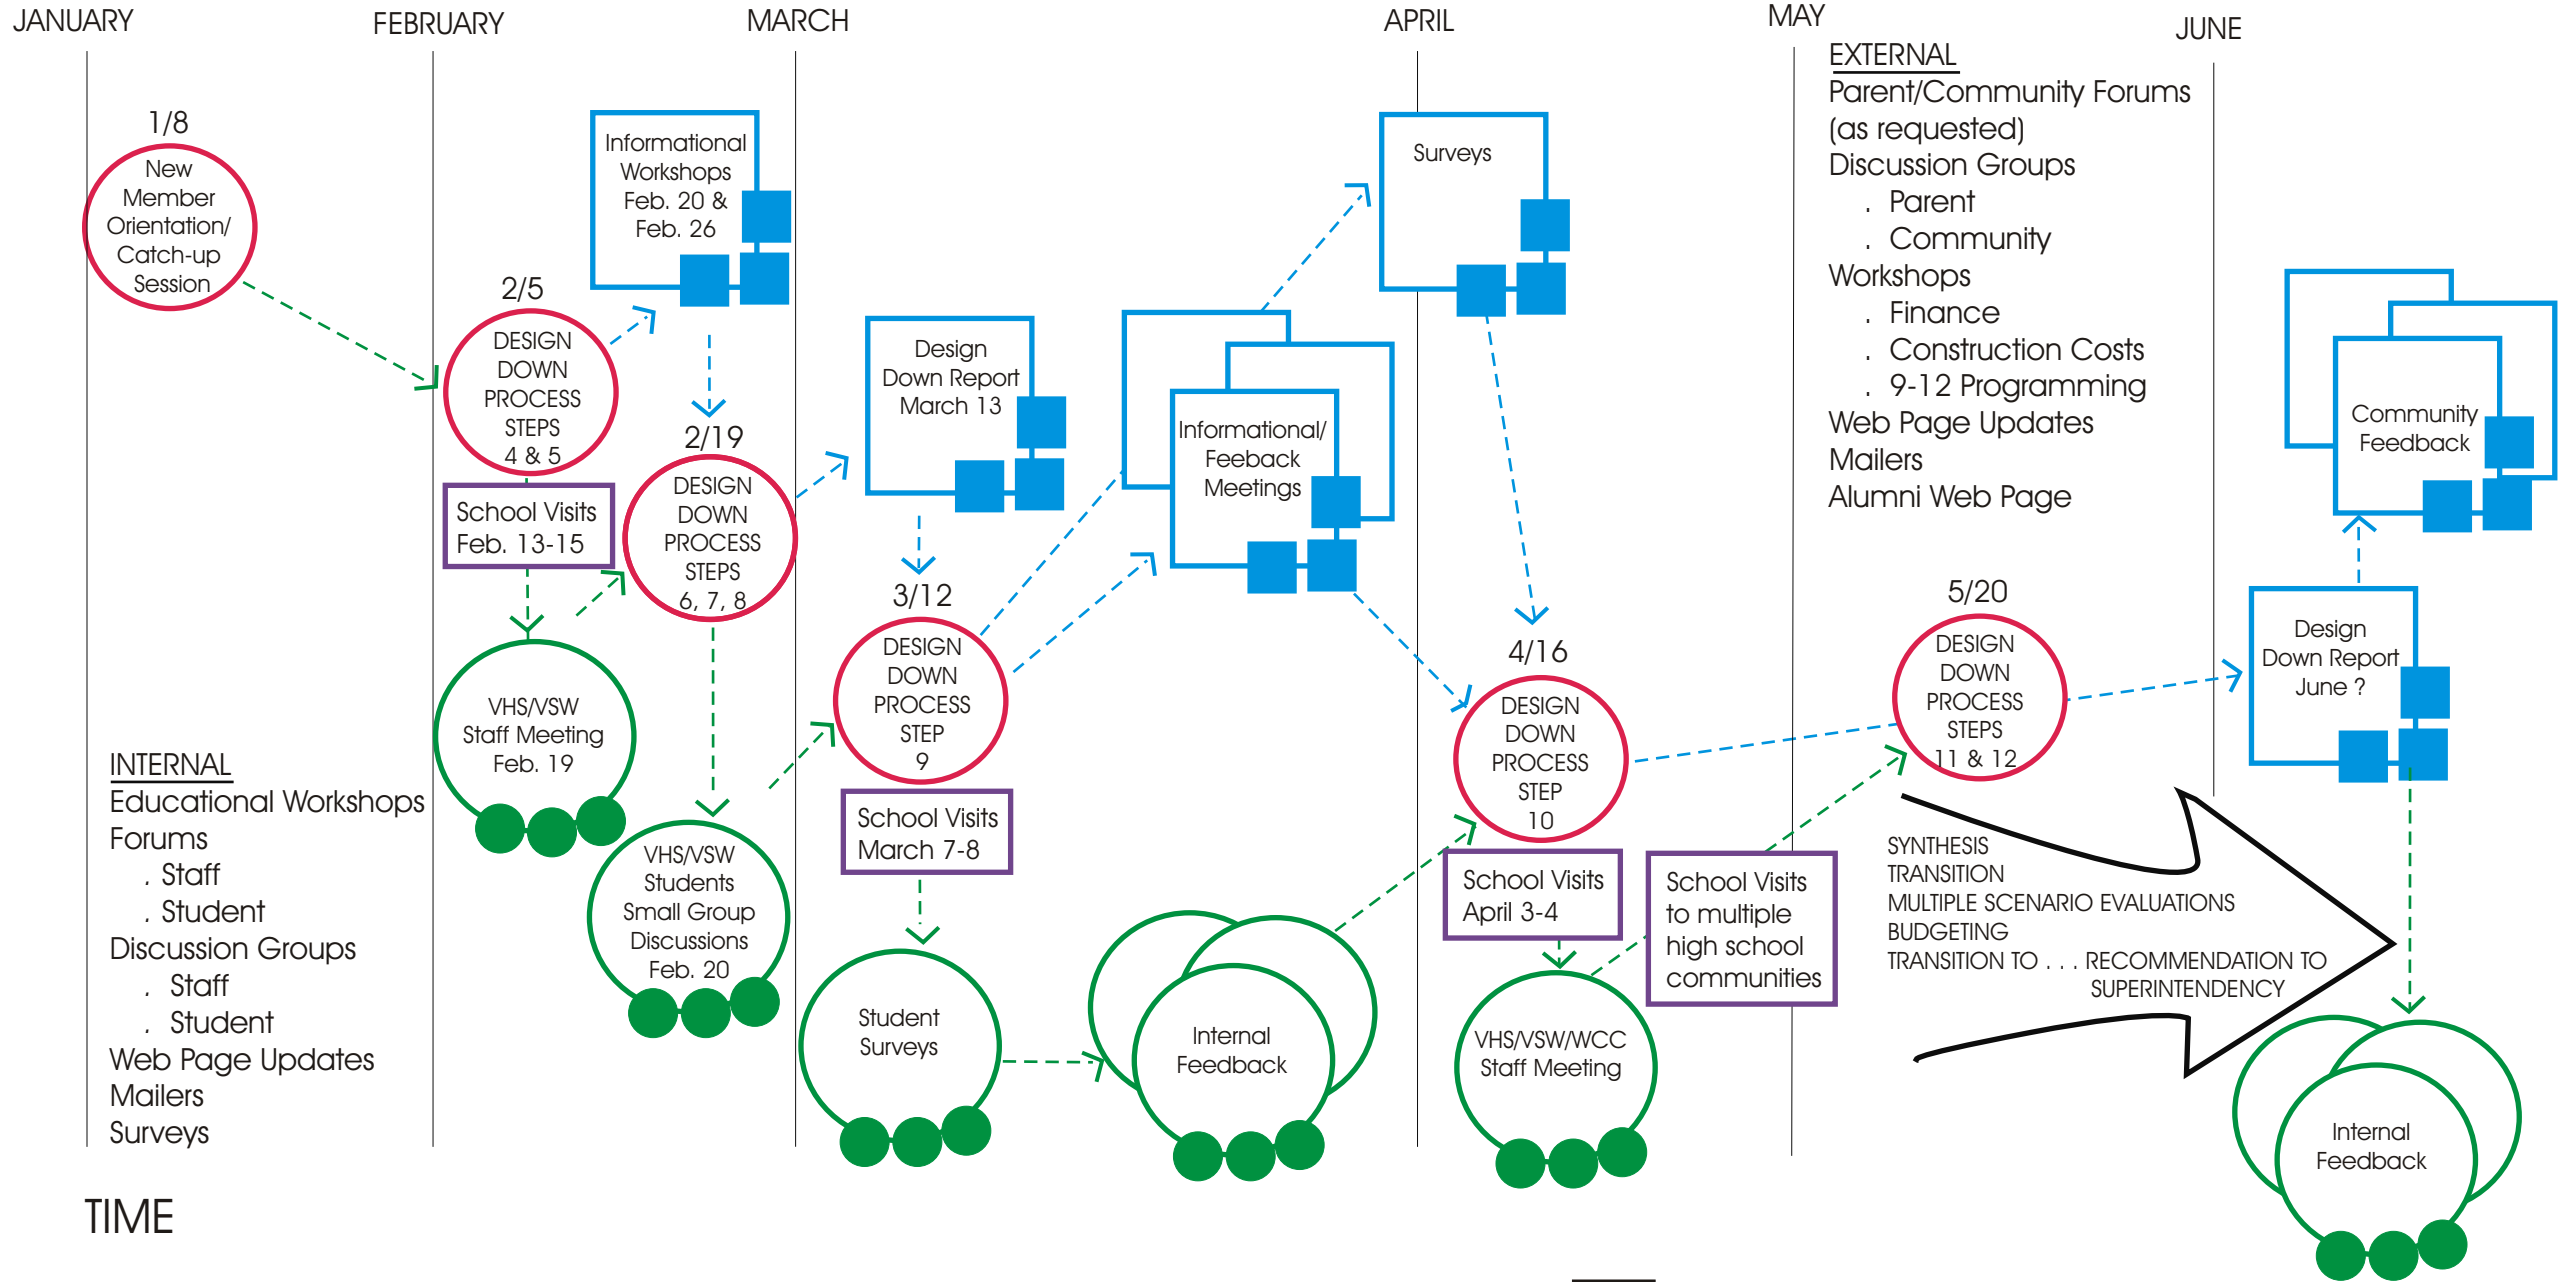 JANUARY
FEBRUARY
MARCH
APRIL
MAY
JUNE
1/8
New
Member
Orientation/
Catch-up
Session
2/5
DESIGN
DOWN
PROCESS
STEPS
4 & 5
School Visits
Feb. 13-15
VHS/VSW
Staff Meeting
Feb. 19
Informational
Workshops
Feb. 20 &
Feb. 26
2/19
DESIGN
DOWN
PROCESS
STEPS
6, 7, 8
VHS/VSW
Students
Small Group
Discussions
Feb. 20
Design
Down Report
March 13
3/12
DESIGN
DOWN
PROCESS
STEP
9
School Visits
March 7-8
Student
Surveys
Informational/
Feeback
Meetings
Internal
Feedback
Surveys
4/16
DESIGN
DOWN
PROCESS
STEP
10
School Visits
April 3-4
VHS/VSW/WCC
Staff Meeting
School Visits
to multiple
high school
communities
EXTERNAL
Parent/Community Forums
(as requested)
Discussion Groups
. Parent
. Community
Workshops
. Finance
. Construction Costs
. 9-12 Programming
Web Page Updates
Mailers
Alumni Web Page
5/20
DESIGN
DOWN
PROCESS
STEPS
11 & 12
SYNTHESIS
TRANSITION
MULTIPLE SCENARIO EVALUATIONS
BUDGETING
TRANSITION TO . . . RECOMMENDATION TO
SUPERINTENDENCY
Community
Feedback
Design
Down Report
June ?
Internal
Feedback
INTERNAL
Educational Workshops
Forums
. Staff
. Student
Discussion Groups
. Staff
. Student
Web Page Updates
Mailers
Surveys
TIME